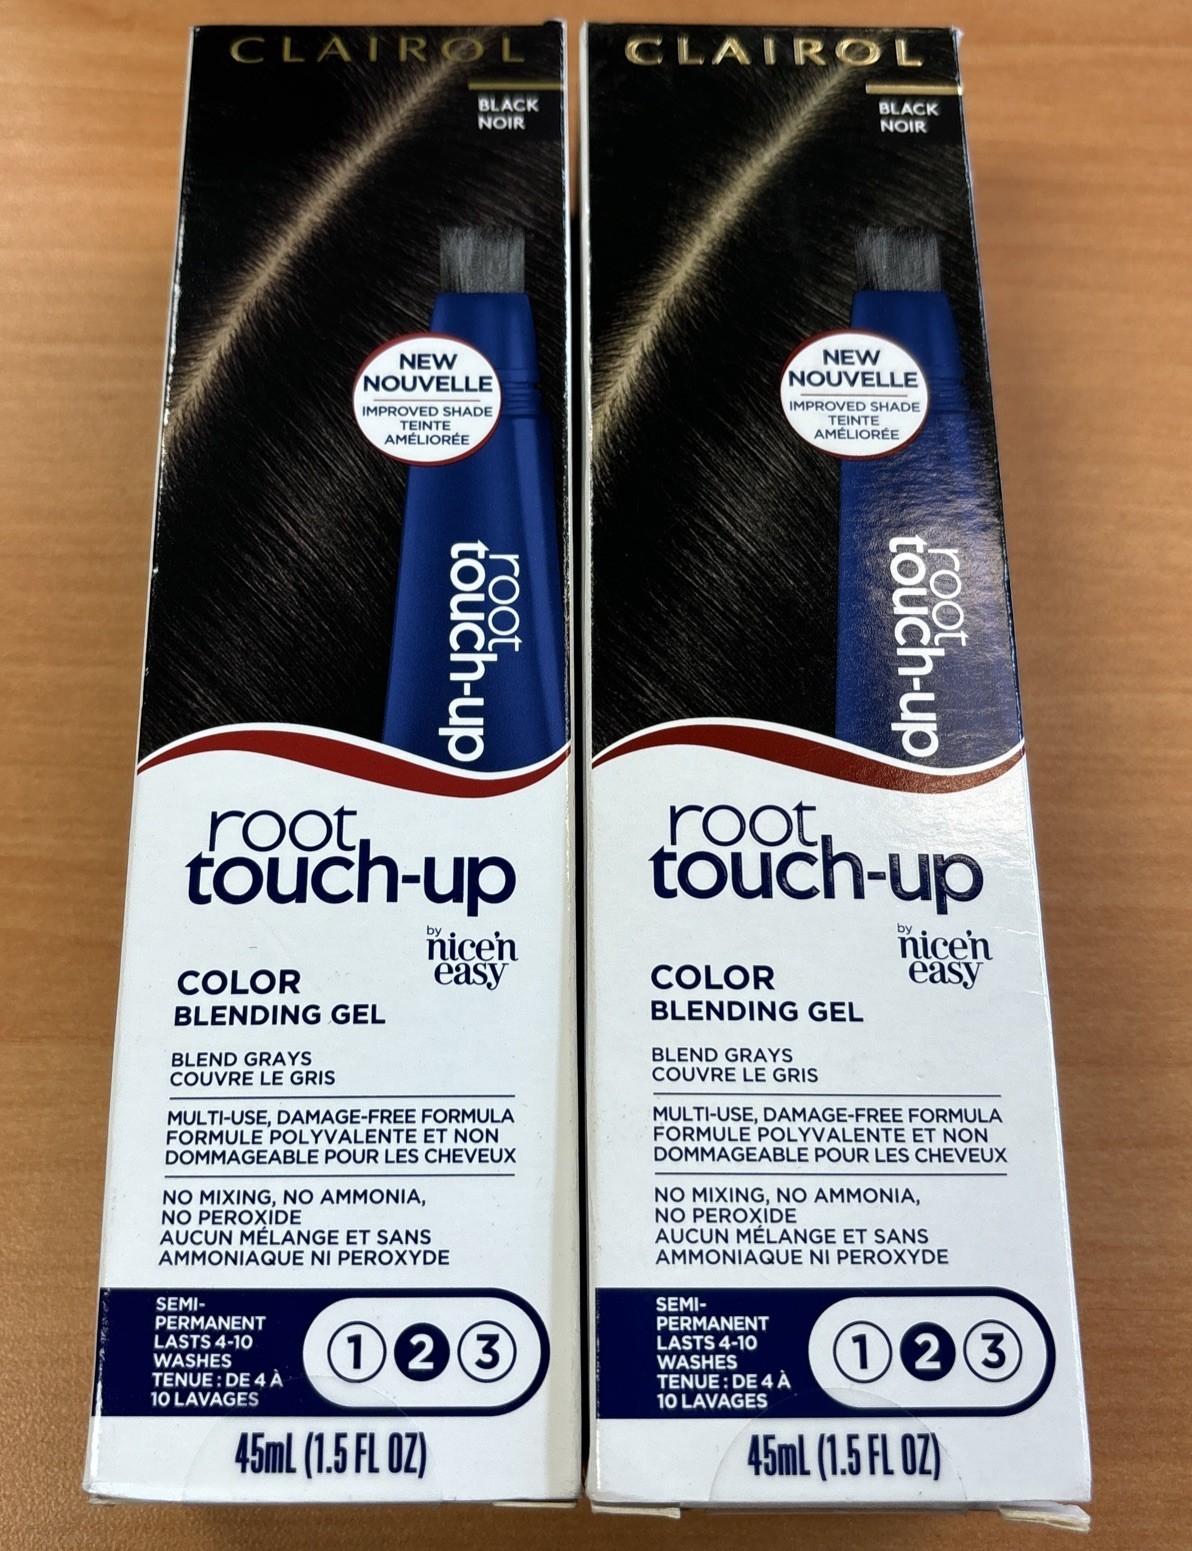 CLAIROL
BLACK
NOIR
NEW
NOUVELLE
IMPROVED SHADE
TEINTE
AMÉLIORÉE
root
touch-up
root
touch-up
by
nice'n
easy
COLOR
BLENDING GEL
BLEND GRAYS
COUVRE LE GRIS
MULTI-USE, DAMAGE-FREE FORMULA
FORMULE POLYVALENTE ET NON
DOMMAGEABLE POUR LES CHEVEUX
NO MIXING, NO AMMONIA,
NO PEROXIDE
AUCUN MÉLANGE ET SANS
AMMONIAQUE NI PEROXYDE
SEMI-
PERMANENT
LASTS 4-10
WASHES
TENUE : DE 4 À
10 LAVAGES
1 2 3
45mL (1.5 FL OZ)
CLAIROL
BLACK
NOIR
NEW
NOUVELLE
IMPROVED SHADE
TEINTE
AMÉLIORÉE
root
touch-up
root
touch-up
by
nice'n
easy
COLOR
BLENDING GEL
BLEND GRAYS
COUVRE LE GRIS
MULTI-USE, DAMAGE-FREE FORMULA
FORMULE POLYVALENTE ET NON
DOMMAGEABLE POUR LES CHEVEUX
NO MIXING, NO AMMONIA,
NO PEROXIDE
AUCUN MÉLANGE ET SANS
AMMONIAQUE NI PEROXYDE
SEMI-
PERMANENT
LASTS 4-10
WASHES
TENUE : DE 4 À
10 LAVAGES
1 2 3
45mL (1.5 FL OZ)